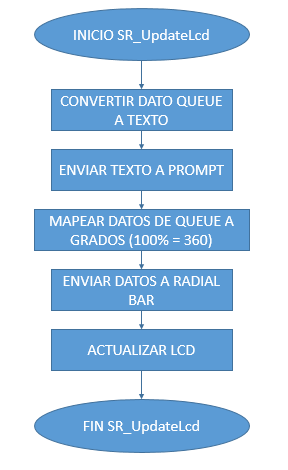 INICIO SR_UpdateLcd
CONVERTIR DATO QUEUE
A TEXTO
ENVIAR TEXTO A PROMPT
MAPEAR DATOS DE QUEUE A
GRADOS (100% = 360)
ENVIAR DATOS A RADIAL
BAR
ACTUALIZAR LCD
FIN SR_UpdateLcd